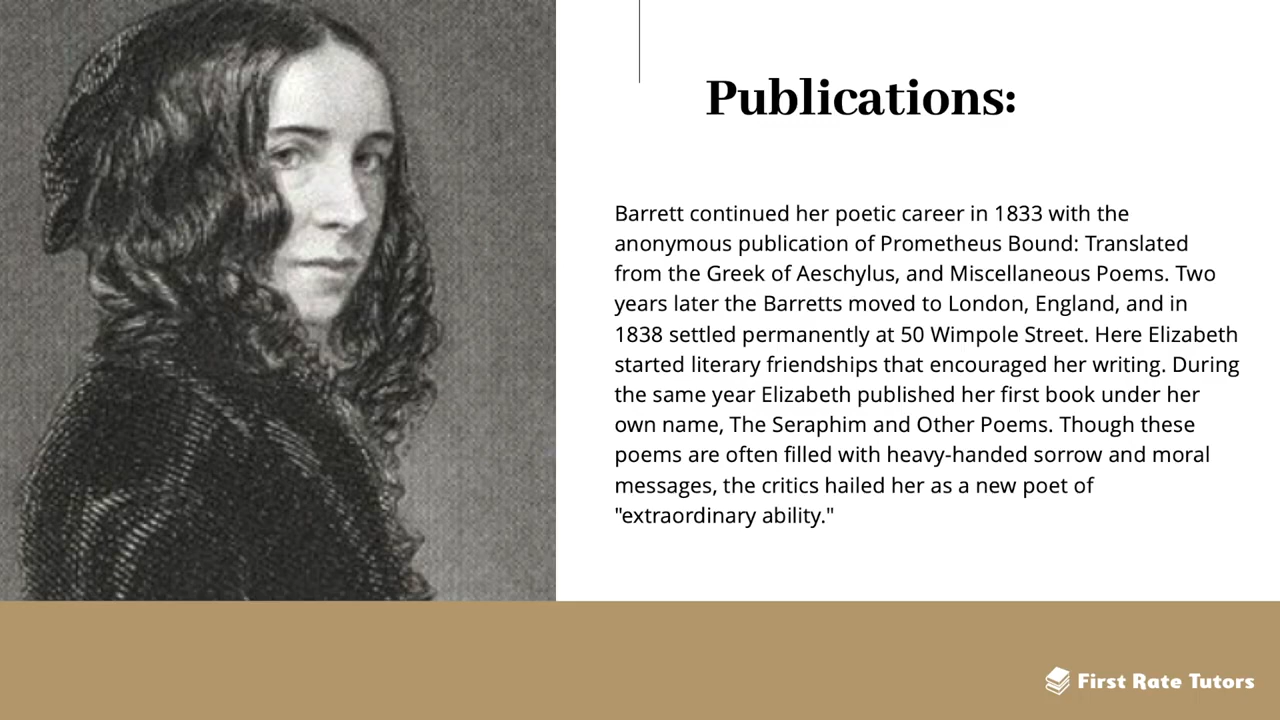 Publications:
Barrett continued her poetic career in 1833 with the
anonymous publication of Prometheus Bound: Translated
from the Greek of Aeschylus, and Miscellaneous Poems. Two
years later the Barretts moved to London, England, and in
1838 settled permanently at 50 Wimpole Street. Here Elizabeth
started literary friendships that encouraged her writing. During
the same year Elizabeth published her first book under her
own name, The Seraphim and Other Poems. Though these
poems are often filled with heavy-handed sorrow and moral
messages, the critics hailed her as a new poet of
"extraordinary ability."
First Rate Tutors